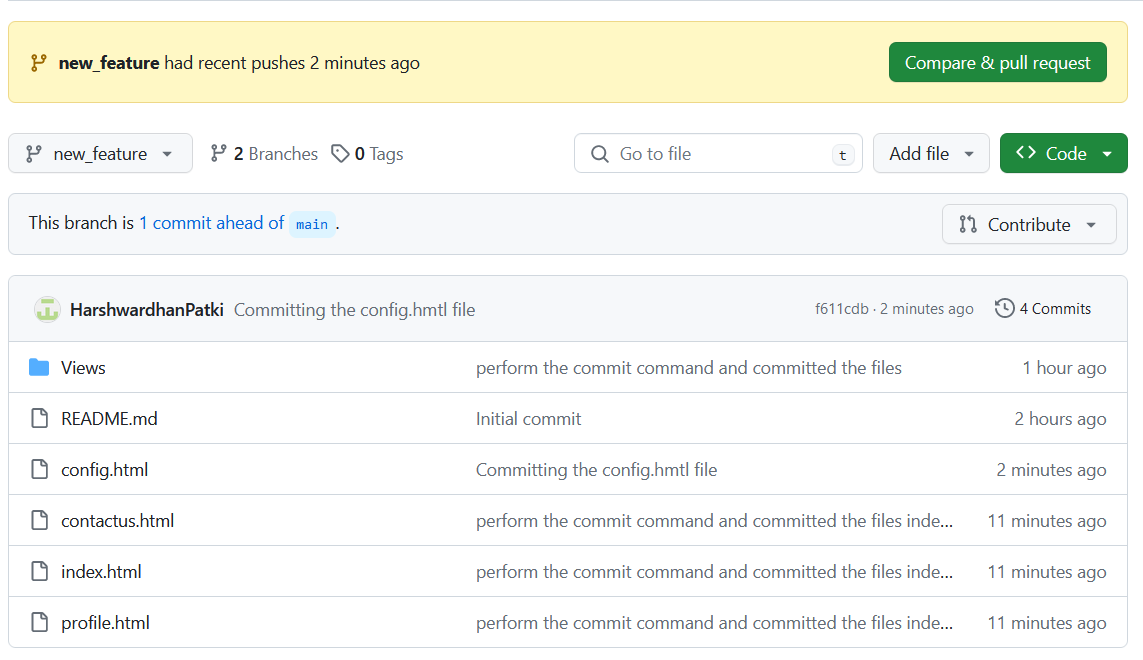 new_feature had recent pushes 2 minutes ago Compare & pull request
new_feature 2 Branches 0 Tags Go to file t Add file Code
This branch is 1 commit ahead of main . Contribute
HarshwardhanPatki Committing the config.hmtl file f611cdb · 2 minutes ago 4 Commits
Views perform the commit command and committed the files 1 hour ago
README.md Initial commit 2 hours ago
config.html Committing the config.hmtl file 2 minutes ago
contactus.html perform the commit command and committed the files inde... 11 minutes ago
index.html perform the commit command and committed the files inde... 11 minutes ago
profile.html perform the commit command and committed the files inde... 11 minutes ago